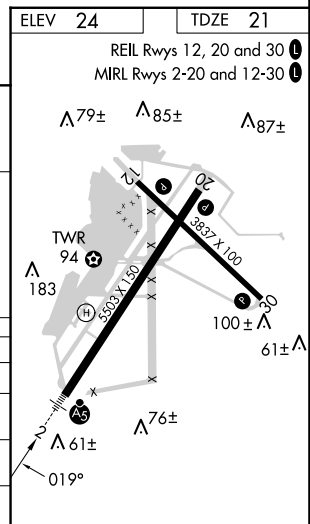 ELEV 24
TDZE 21
REIL Rwys 12, 20 and 30 L
MIRL Rwys 2-20 and 12-30 L
79±
85±
87±
12
P
20
P
TWR
94
3837 X 100
183
5503 X 150
H
P
30
100±
61±
A5
2
61±
76±
019°
X
X
X
X
X
X
X
X
X
X
X
X